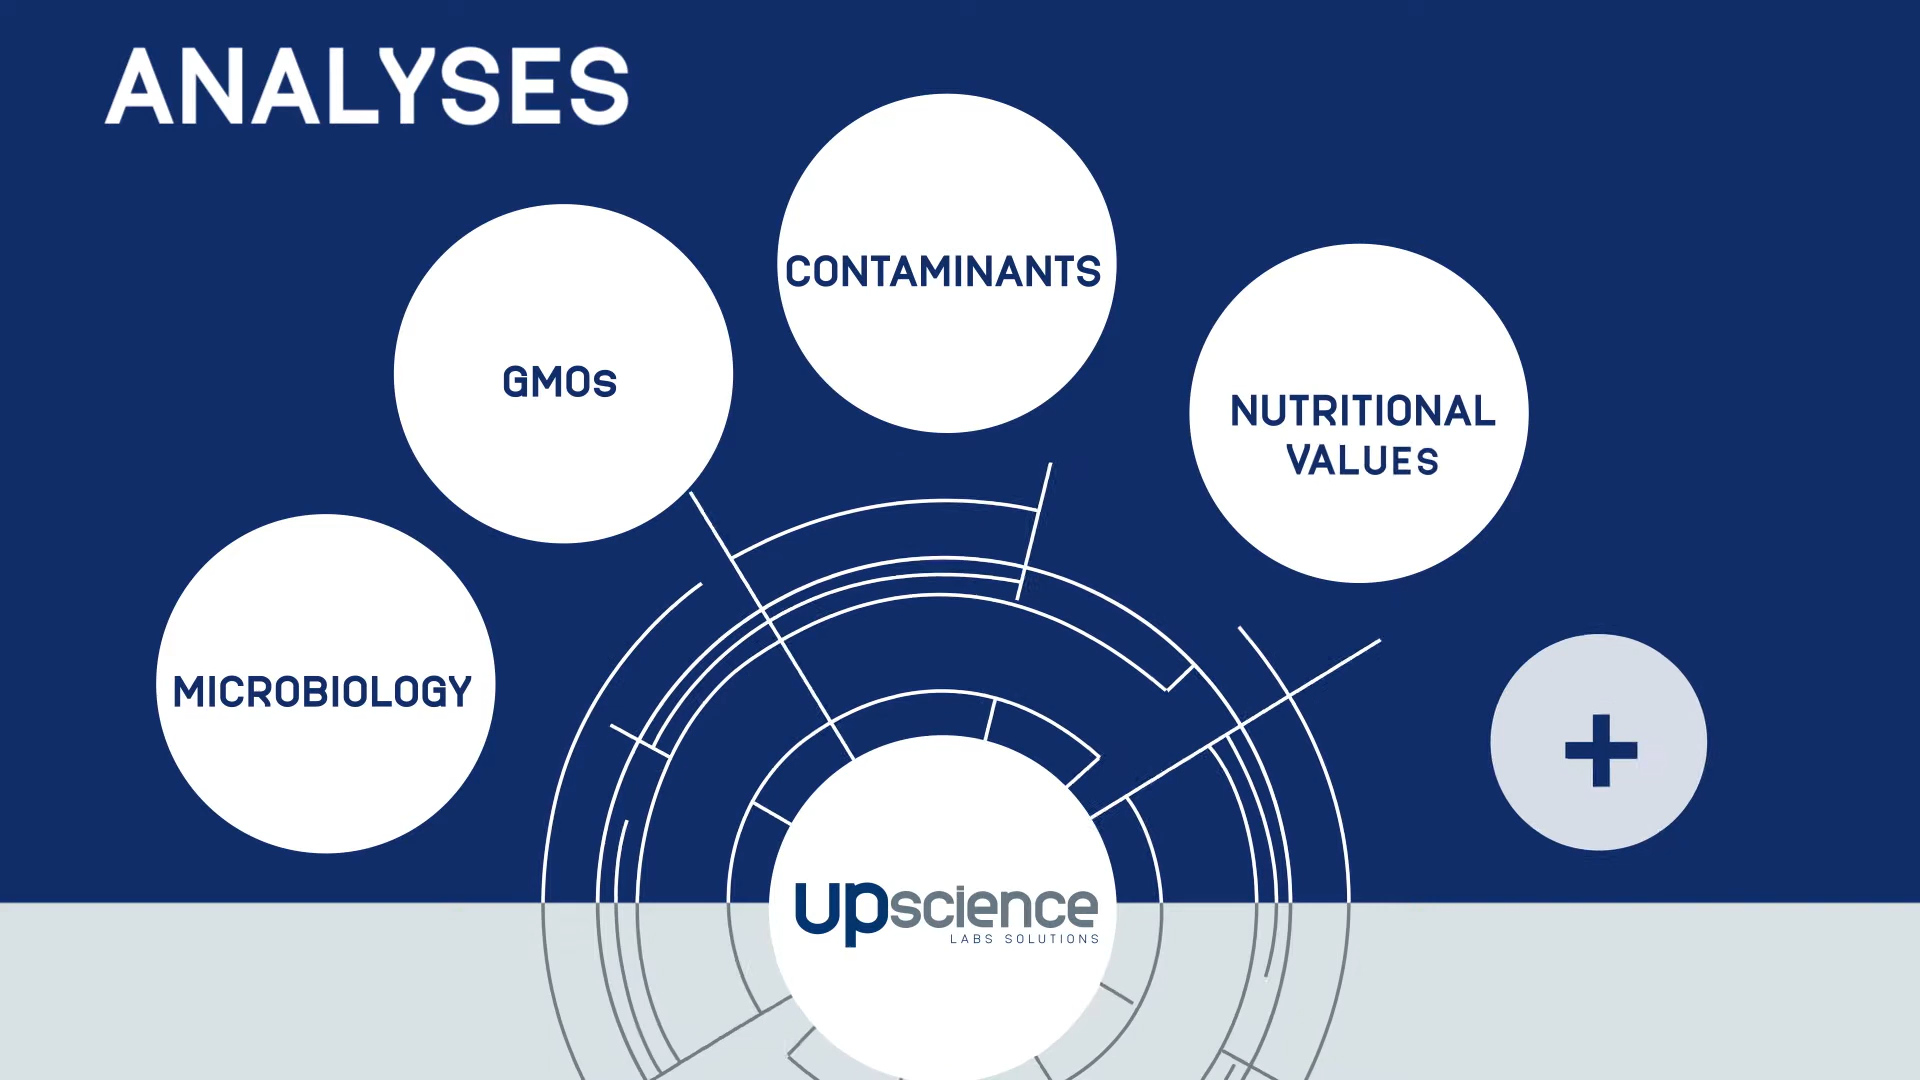 ANALYSES
CONTAMINANTS
GMOs
NUTRITIONAL
VALUES
MICROBIOLOGY
+
upscience
LABS SOLUTIONS